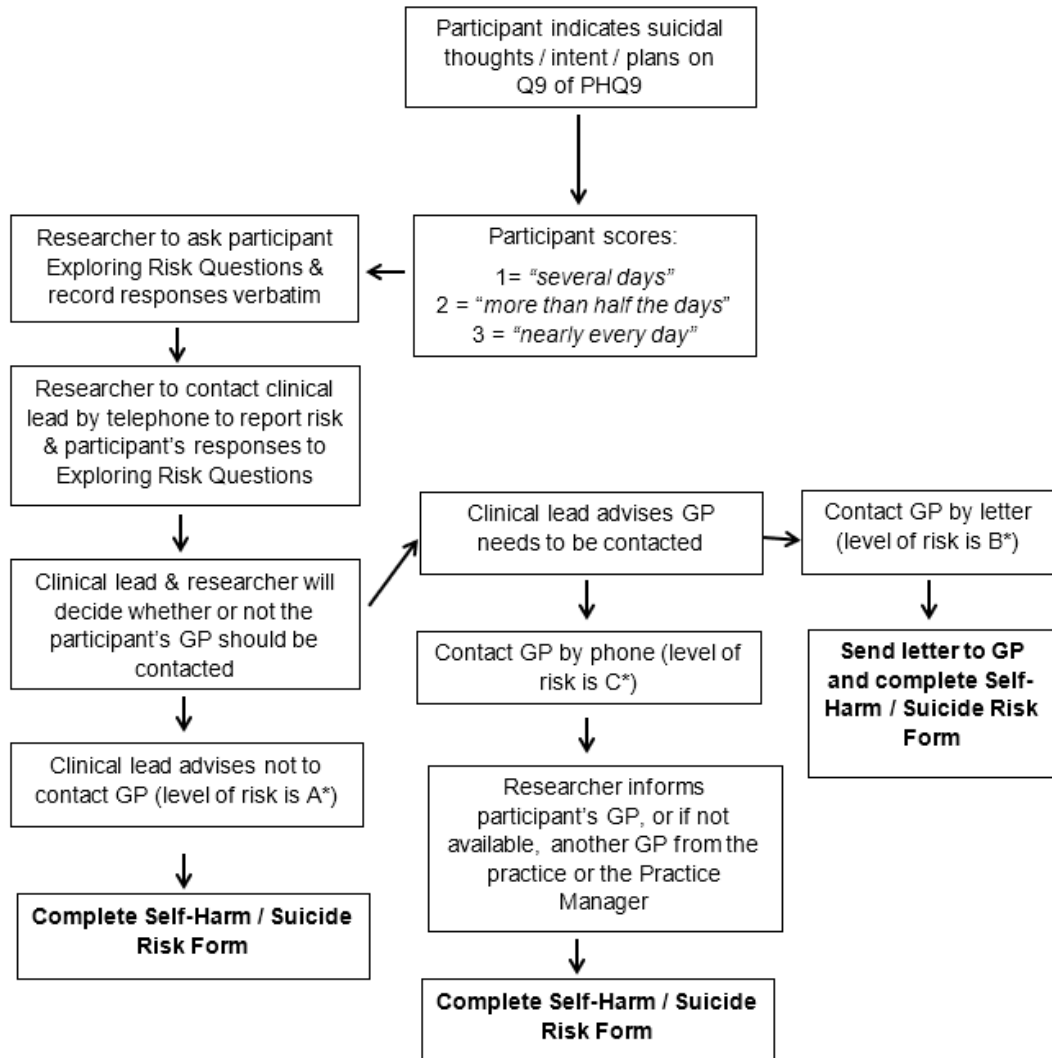 Participant indicates suicidal
thoughts / intent / plans on
Q9 of PHQ9
Participant scores:
1= “several days”
2 = “more than half the days”
3 = “nearly every day”
Researcher to ask participant
Exploring Risk Questions &
record responses verbatim
Researcher to contact clinical
lead by telephone to report risk
& participant’s responses to
Exploring Risk Questions
Clinical lead & researcher will
decide whether or not the
participant’s GP should be
contacted
Clinical lead advises not to
contact GP (level of risk is A*)
Complete Self-Harm / Suicide
Risk Form
Clinical lead advises GP
needs to be contacted
Contact GP by phone (level of
risk is C*)
Researcher informs
participant’s GP, or if not
available, another GP from the
practice or the Practice
Manager
Complete Self-Harm / Suicide
Risk Form
Contact GP by letter
(level of risk is B*)
Send letter to GP
and complete Self-
Harm / Suicide Risk
Form